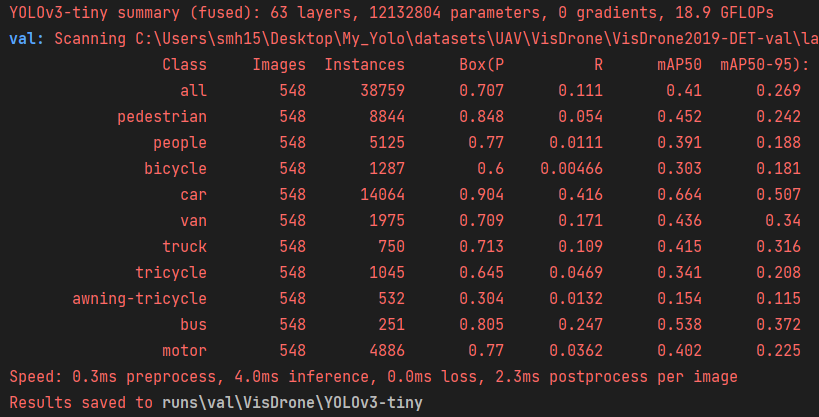 YOLOv3-tiny summary (fused): 63 layers, 12132804 parameters, 0 gradients, 18.9 GFLOPs
val: Scanning C:\Users\smh15\Desktop\My_Yolo\datasets\UAV\VisDrone\VisDrone2019-DET-val\la
Class Images Instances Box(P R mAP50 mAP50-95):
all 548 38759 0.707 0.111 0.41 0.269
pedestrian 548 8844 0.848 0.054 0.452 0.242
people 548 5125 0.77 0.0111 0.391 0.188
bicycle 548 1287 0.6 0.00466 0.303 0.181
car 548 14064 0.904 0.416 0.664 0.507
van 548 1975 0.709 0.171 0.436 0.34
truck 548 750 0.713 0.109 0.415 0.316
tricycle 548 1045 0.645 0.0469 0.341 0.208
awning-tricycle 548 532 0.304 0.0132 0.154 0.115
bus 548 251 0.805 0.247 0.538 0.372
motor 548 4886 0.77 0.0362 0.402 0.225
Speed: 0.3ms preprocess, 4.0ms inference, 0.0ms loss, 2.3ms postprocess per image
Results saved to runs\val\VisDrone\YOLOv3-tiny